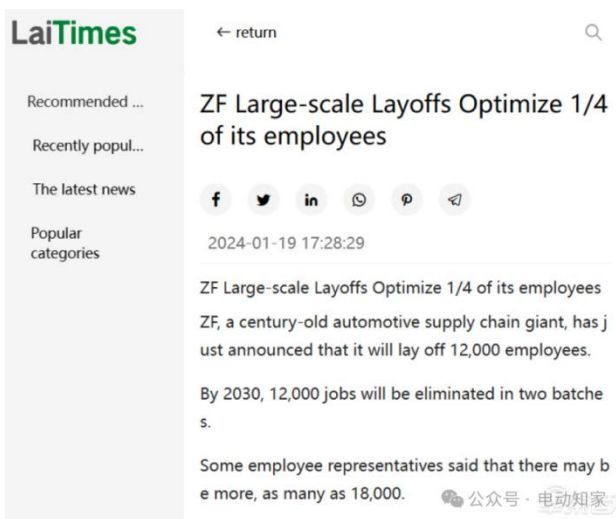 LaiTimes
← return
Recommended ...
Recently popul...
The latest news
Popular
categories
ZF Large-scale Layoffs Optimize 1/4
of its employees
2024-01-19 17:28:29
ZF Large-scale Layoffs Optimize 1/4 of its employees
ZF, a century-old automotive supply chain giant, has j
ust announced that it will lay off 12,000 employees.
By 2030, 12,000 jobs will be eliminated in two batche
s.
Some employee representatives said that there may b
e more, as many as 18,000.
公众号 · 电动知家